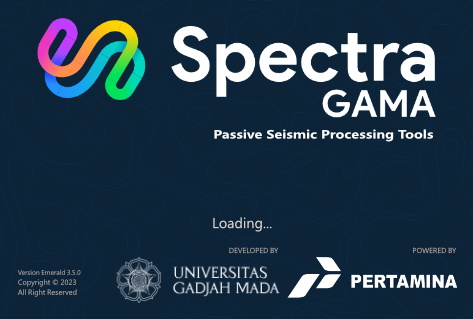 Spectra
GAMA
Passive Seismic Processing Tools
Loading...
DEVELOPED BY
POWERED BY
Version Emerald 3.5.0
Copyright © 2023
All Right Reserved
UNIVERSITAS
GADJAH MADA
PERTAMINA